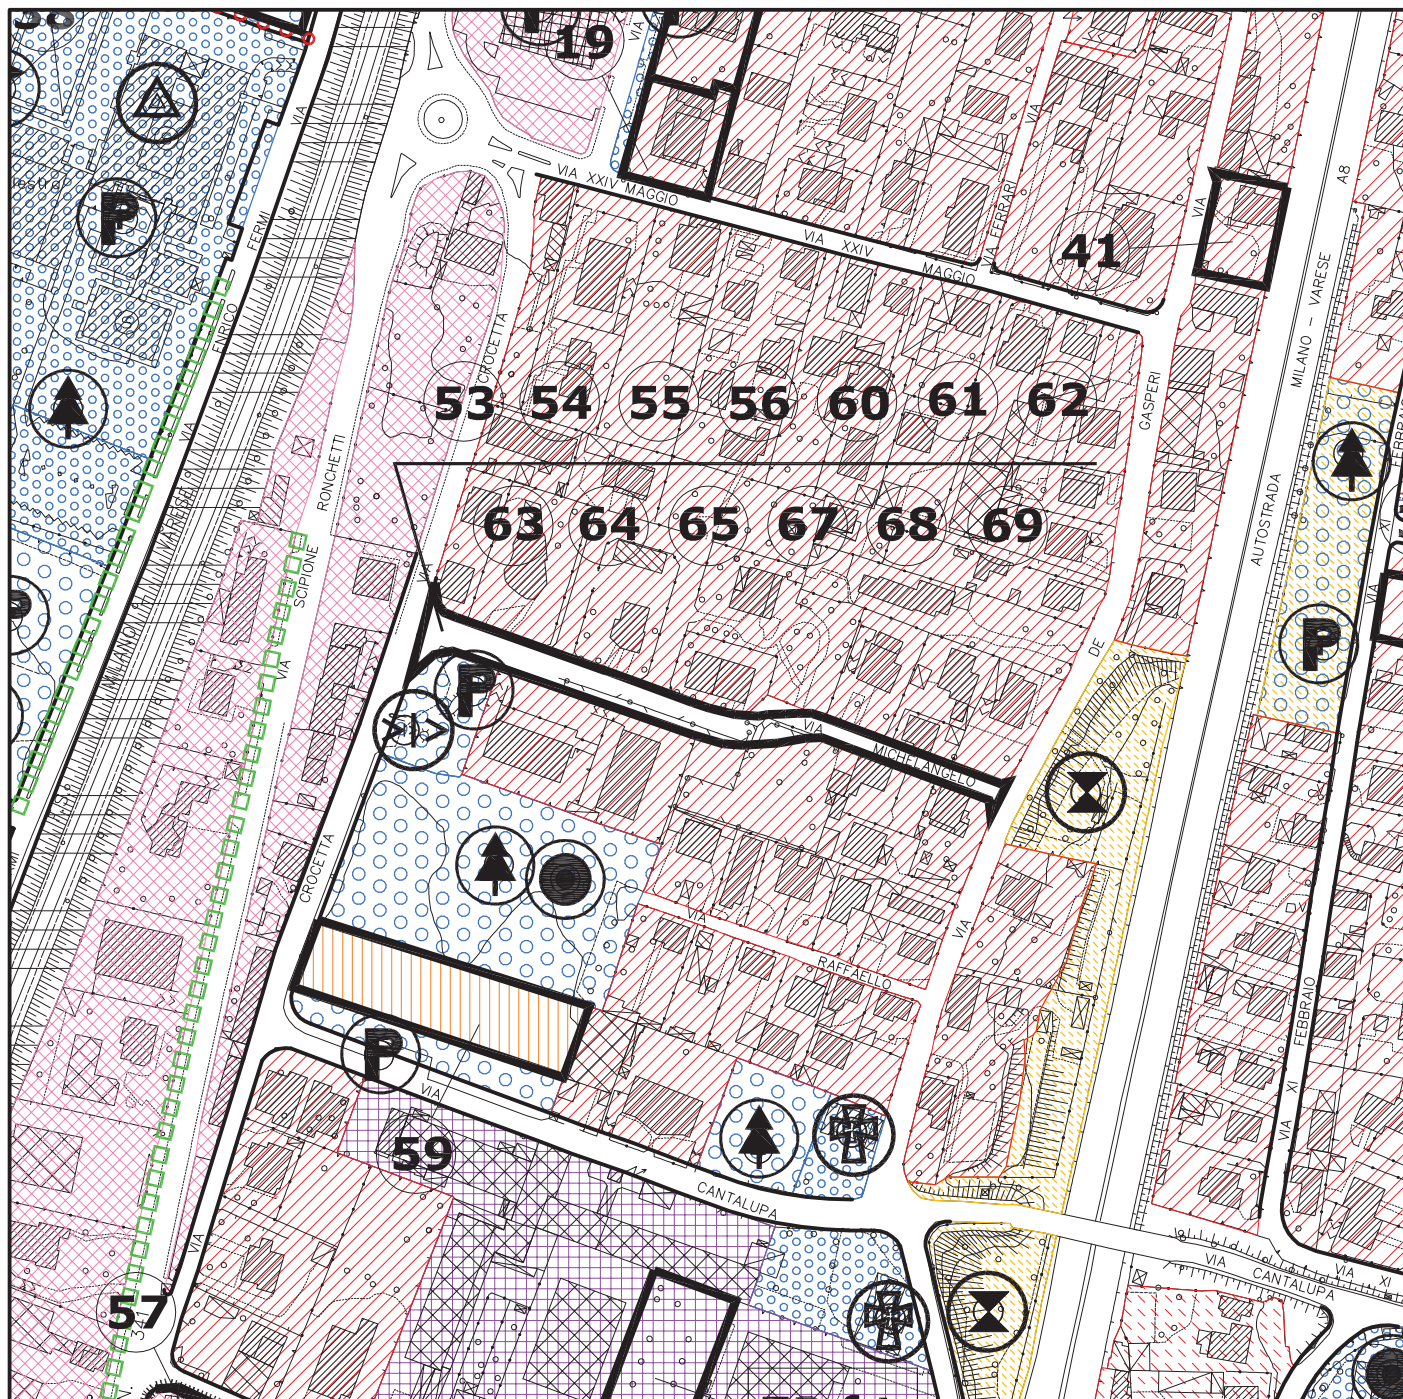 19
VIA
VIA
VIA
A8
VIA XXIV MAGGIO
VIA FERRARI
VIA
FERMI
VIA XXIV MAGGIO
41
MILANO – VARESE
ENRICO
CROCETTA
GASPERI
53 54 55 56 60 61 62
VIA
RONCHETTI
AUTOSTRADA
63 64 65 67 68 69
XI
SCIPIONE
VIA
VIA
MILANO
P
DE
P
VIA
P
VIA
MICHELANGELO
CROCETTA
VIA
VIA
RAFFAELLO
FEBBRAIO
P
VIA
XI
VIA
59
CANTALUPA
VIA
VIA
CANTALUPA
VIA XI
57
34